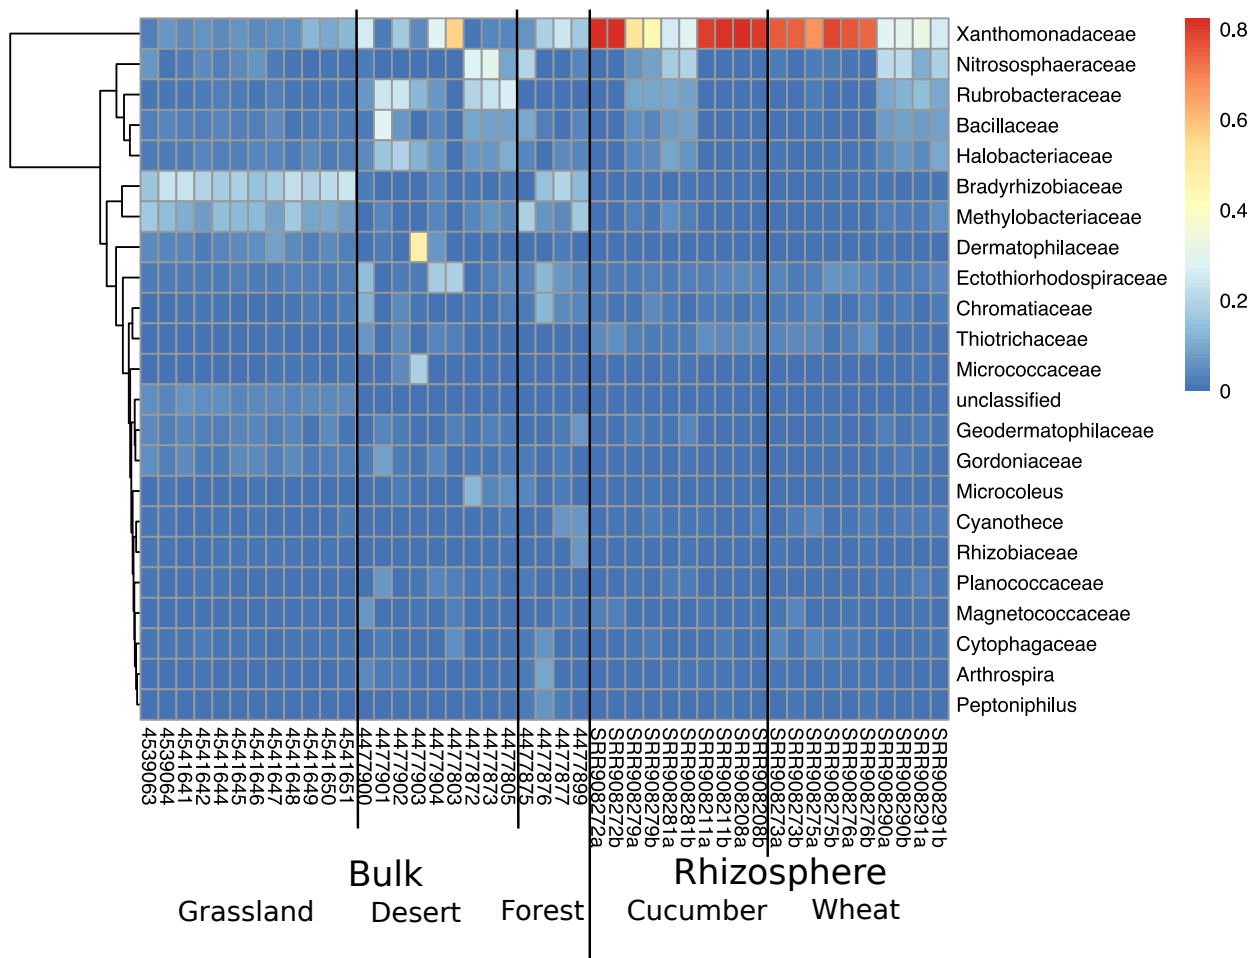 Xanthomonadaceae
Nitrososphaeraceae
Rubrobacteraceae
Bacillaceae
Halobacteriaceae
Bradyrhizobiaceae
Methylobacteriaceae
Dermatophilaceae
Ectothiorhodospiraceae
Chromatiaceae
Thiotrichaceae
Micrococcaceae
unclassified
Geodermatophilaceae
Gordoniaceae
Microcoleus
Cyanothece
Rhizobiaceae
Planococcaceae
Magnetococcaceae
Cytophagaceae
Arthrospira
Peptoniphilus
0.8
0.6
0.4
0.2
0
4539063
4539064
4541641
4541642
4541644
4541645
4541646
4541647
4541648
4541649
4541650
4541651
4477900
4477901
4477902
4477903
4477904
4477803
4477872
4477873
4477805
4477875
4477876
4477877
4477899
SRR908272a
SRR908272b
SRR908279a
SRR908279b
SRR908281a
SRR908281b
SRR908211a
SRR908211b
SRR908208a
SRR908208b
SRR908273a
SRR908273b
SRR908275a
SRR908275b
SRR908276a
SRR908276b
SRR908290a
SRR908290b
SRR908291a
SRR908291b
Bulk
Rhizosphere
Grassland
Desert
Forest
Cucumber
Wheat